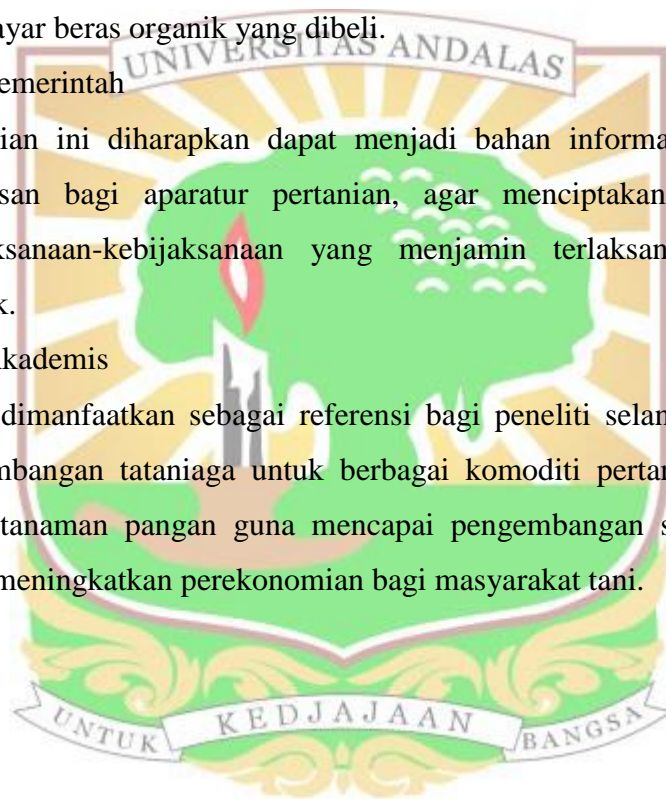 ayar beras organik yang dibeli.
UNIVERSITAS ANDALAS
emerintah
ian ini diharapkan dapat menjadi bahan informa
san bagi aparatur pertanian, agar menciptakan
ksanaan-kebijaksanaan yang menjamin terlaksan
k.
kademis
dimanfaatkan sebagai referensi bagi peneliti selan
mbangan tataniaga untuk berbagai komoditi pertan
tanaman pangan guna mencapai pengembangan s
meningkatkan perekonomian bagi masyarakat tani.
UNTUK KEDJAJAAN BANGSA